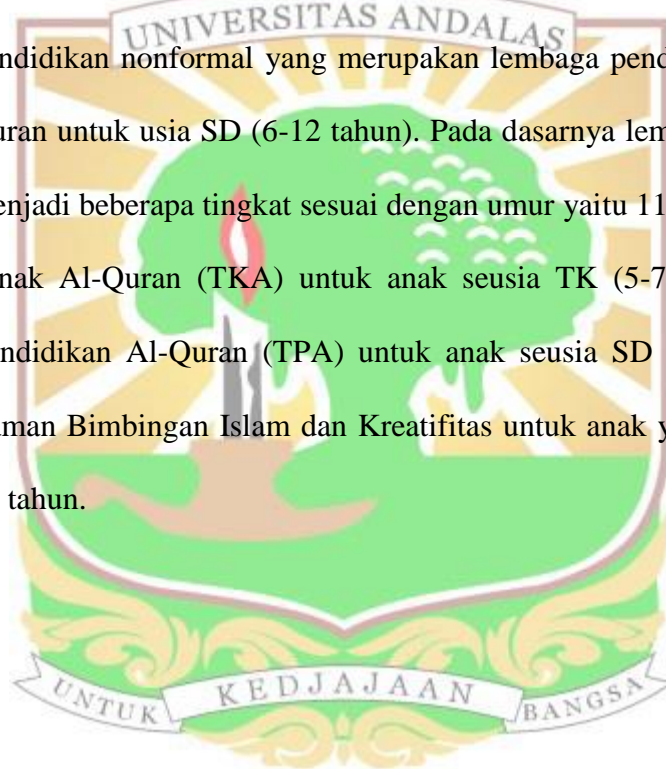 UNIVERSITAS ANDALAS
ndidikan nonformal yang merupakan lembaga pend
uran untuk usia SD (6-12 tahun). Pada dasarnya lem
enjadi beberapa tingkat sesuai dengan umur yaitu 11
nak Al-Quran (TKA) untuk anak seusia TK (5-7
ndidikan Al-Quran (TPA) untuk anak seusia SD
man Bimbingan Islam dan Kreatifitas untuk anak y
tahun.
UNTUK KEDJAJAAN BANGSA